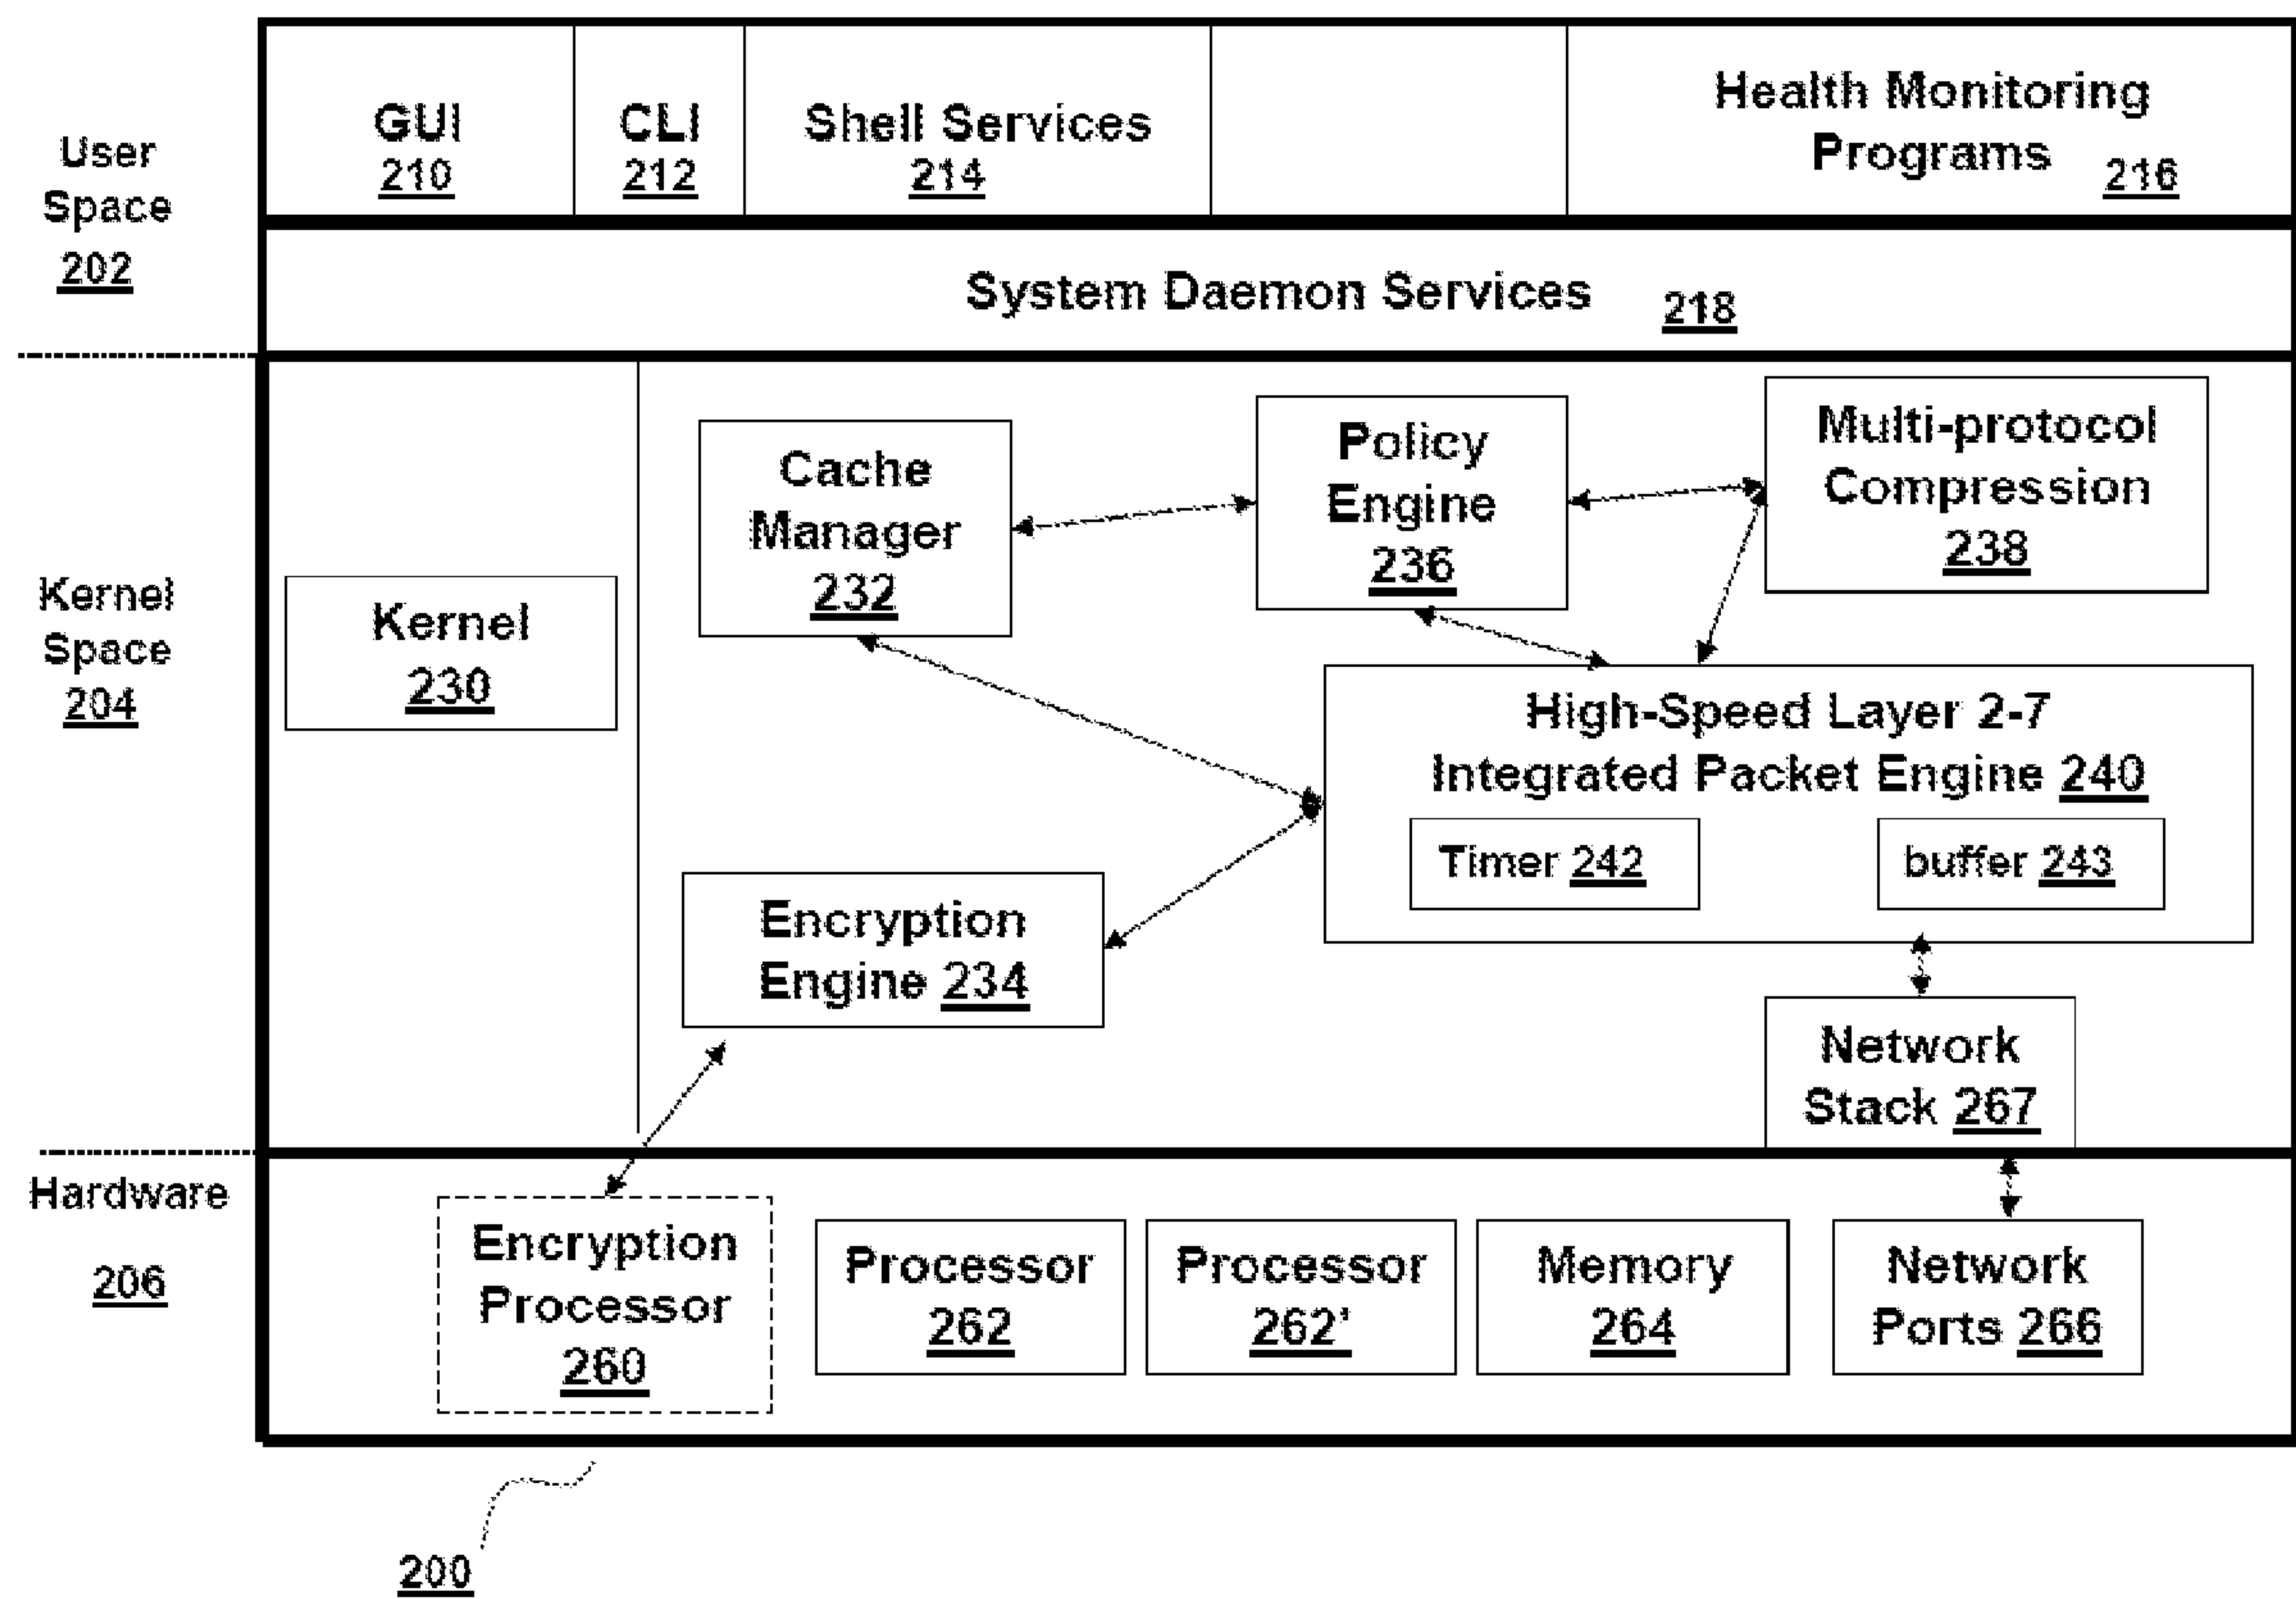 GUI
210
CLI
212
Shell Services
214
Health Monitoring
Programs 216
User
Space
202
System Daemon Services 218
Kernel
Space
204
Kernel
230
Cache
Manager
232
Policy
Engine
236
Multi-protocol
Compression
238
High-Speed Layer 2-7
Integrated Packet Engine 240
Timer 242
buffer 243
Encryption
Engine 234
Network
Stack 267
Hardware
206
Encryption
Processor
260
Processor
262
Processor
262'
Memory
264
Network
Ports 266
200